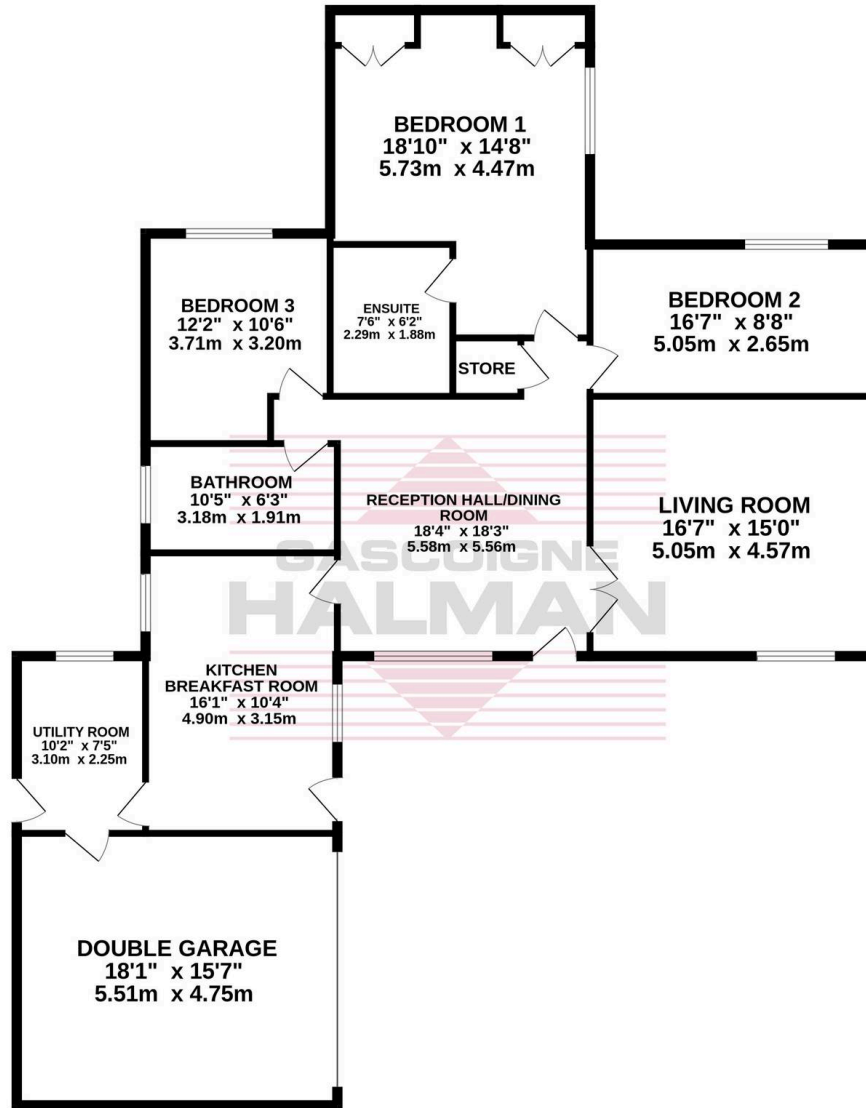 BEDROOM 1
18'10" x 14'8"
5.73m x 4.47m
BEDROOM 3
12'2" x 10'6"
3.71m x 3.20m
ENSUITE
7'6" x 6'2"
2.29m x 1.88m
BEDROOM 2
16'7" x 8'8"
5.05m x 2.65m
STORE
BATHROOM
10'5" x 6'3"
3.18m x 1.91m
RECEPTION HALL/DINING
ROOM
18'4" x 18'3"
5.58m x 5.56m
LIVING ROOM
16'7" x 15'0"
5.05m x 4.57m
GASCOIGNE
HALMAN
KITCHEN
BREAKFAST ROOM
16'1" x 10'4"
4.90m x 3.15m
UTILITY ROOM
10'2" x 7'5"
3.10m x 2.25m
DOUBLE GARAGE
18'1" x 15'7"
5.51m x 4.75m